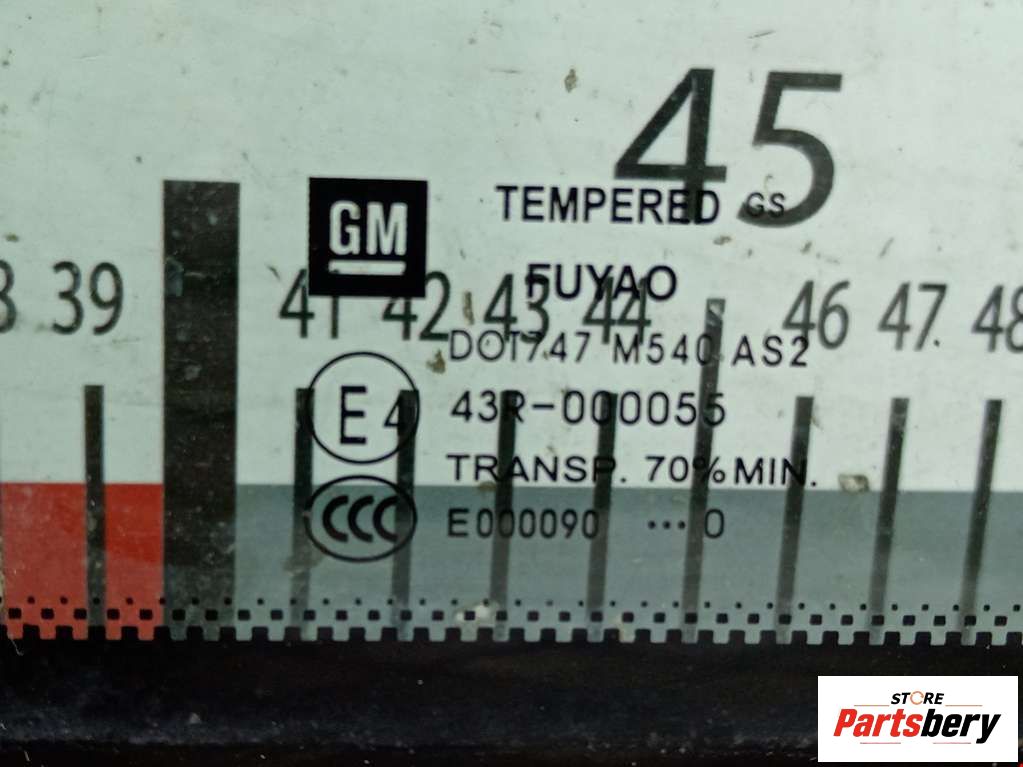 45
GM
TEMPERED GS
FUYAO
39 41 42 43 44 46 47 48
DOT747 M540 AS2
E4
43R-000055
TRANSP. 70% MIN.
CCC
E000090 ···· 0
STORE
Partsbery